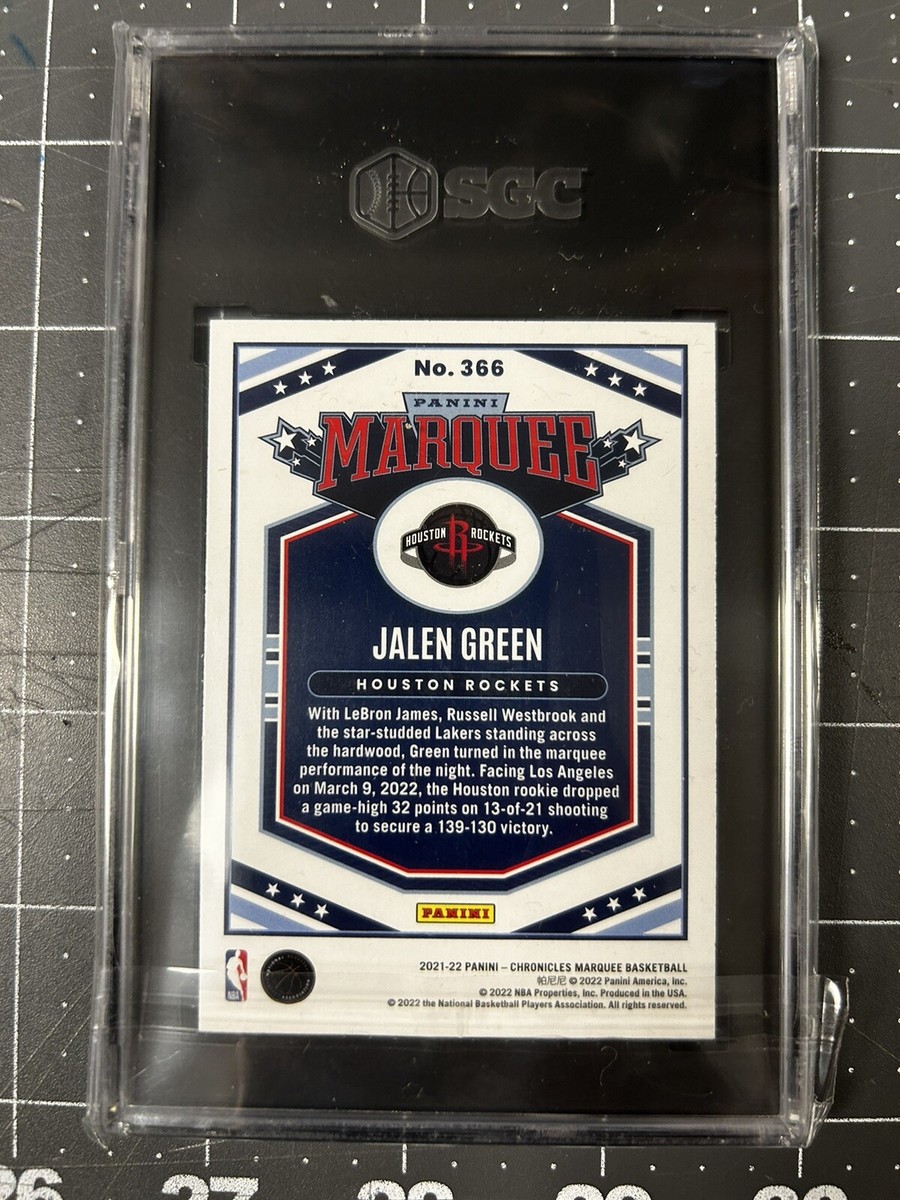 SGC
No. 366
PANINI
MARQUEE
HOUSTON R ROCKETS
JALEN GREEN
HOUSTON ROCKETS
With LeBron James, Russell Westbrook and
the star-studded Lakers standing across
the hardwood, Green turned in the marquee
performance of the night. Facing Los Angeles
on March 9, 2022, the Houston rookie dropped
a game-high 32 points on 13-of-21 shooting
to secure a 139-130 victory.
PANINI
2021-22 PANINI – CHRONICLES MARQUEE BASKETBALL
帕尼尼 © 2022 Panini America, Inc.
© 2022 NBA Properties, Inc. Produced in the USA.
© 2022 the National Basketball Players Association. All rights reserved.
NBA
26 27